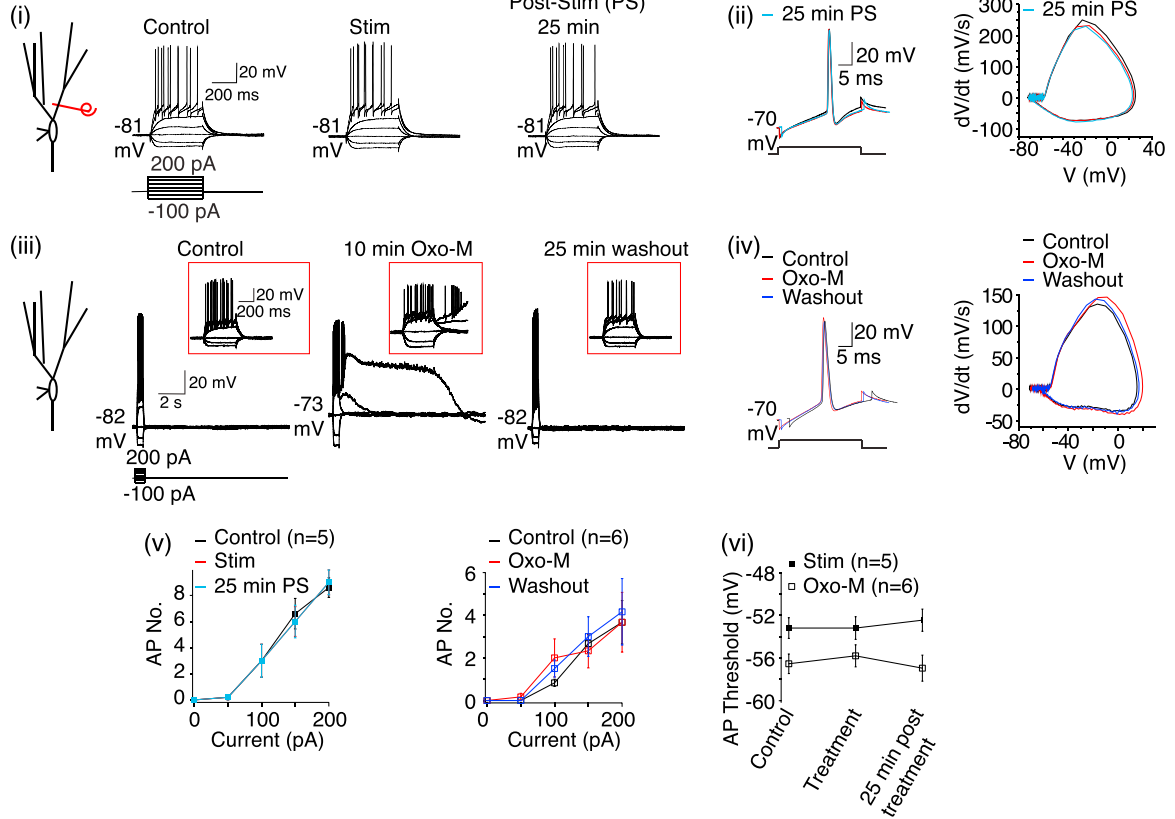 (i)
Post-Stim (PS)
Control
Stim
25 min
20 mV
200 ms
-81
mV
-81
mV
-81
mV
200 pA
-100 pA
(ii)
25 min PS
20 mV
5 ms
-70
mV
25 min PS
300
200
100
0
-100
dV/dt (mV/s)
-80
-40
0
40
V (mV)
(iii)
Control
10 min Oxo-M
25 min washout
20 mV
200 ms
20 mV
20 mV
2 s
-82
mV
-73
mV
-82
mV
200 pA
-100 pA
(iv)
Control
Oxo-M
Washout
20 mV
5 ms
-70
mV
Control
Oxo-M
Washout
150
100
50
0
-50
dV/dt (mV/s)
-80
-40
0
V (mV)
(v)
Control (n=5)
Stim
25 min PS
8
6
4
2
0
AP No.
0
100
200
Current (pA)
Control (n=6)
Oxo-M
Washout
6
4
2
0
AP No.
0
100
200
Current (pA)
(vi)
Stim (n=5)
Oxo-M (n=6)
-48
-52
-56
-60
AP Threshold (mV)
Control
Treatment
25 min post
treatment